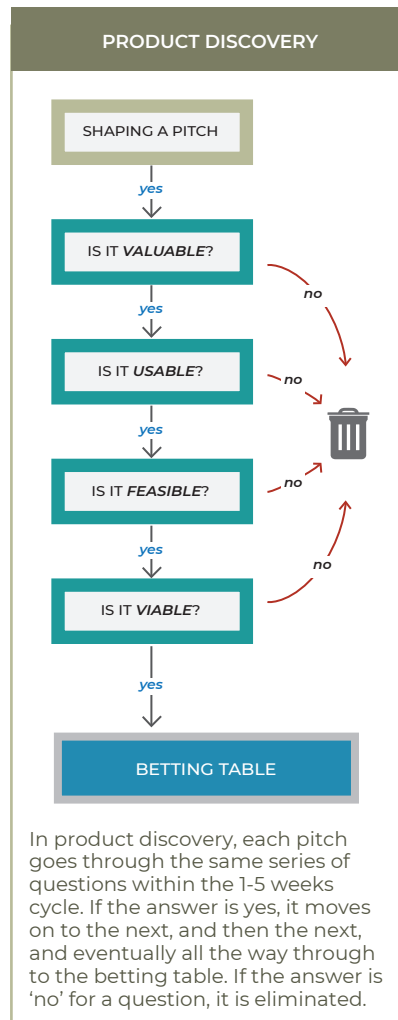 PRODUCT DISCOVERY
SHAPING A PITCH
yes
IS IT VALUABLE?
no
yes
IS IT USABLE?
no
yes
IS IT FEASIBLE?
no
yes
IS IT VIABLE?
no
yes
BETTING TABLE
In product discovery, each pitch
goes through the same series of
questions within the 1-5 weeks
cycle. If the answer is yes, it moves
on to the next, and then the next,
and eventually all the way through
to the betting table. If the answer is
‘no’ for a question, it is eliminated.